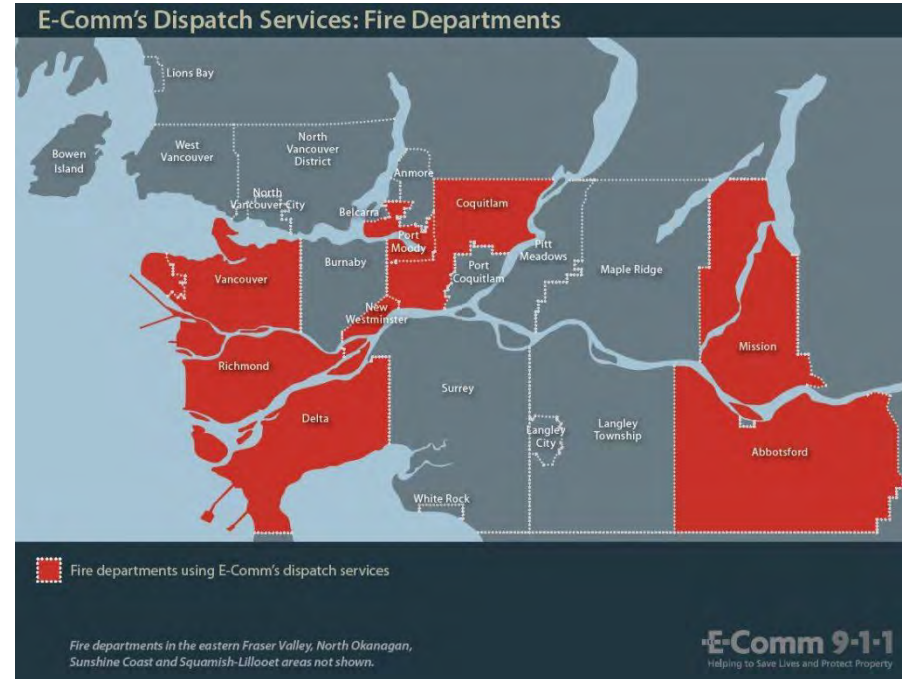 E-Comm's Dispatch Services: Fire Departments
Lions Bay
Bowen
Island
West
Vancouver
North
Vancouver
District
North
Vancouver City
Anmore
Belcarra
Port
Moody
Coquitlam
Port
Coquitlam
Pitt
Meadows
Maple Ridge
Vancouver
Burnaby
New
Westminster
Mission
Richmond
Delta
Surrey
Langley
City
Langley
Township
Abbotsford
White Rock
Fire departments using E-Comm's dispatch services
Fire departments in the eastern Fraser Valley, North Okanagan,
Sunshine Coast and Squamish-Lillooet areas not shown.
E-Comm 9-1-1
Helping to Save Lives and Protect Property